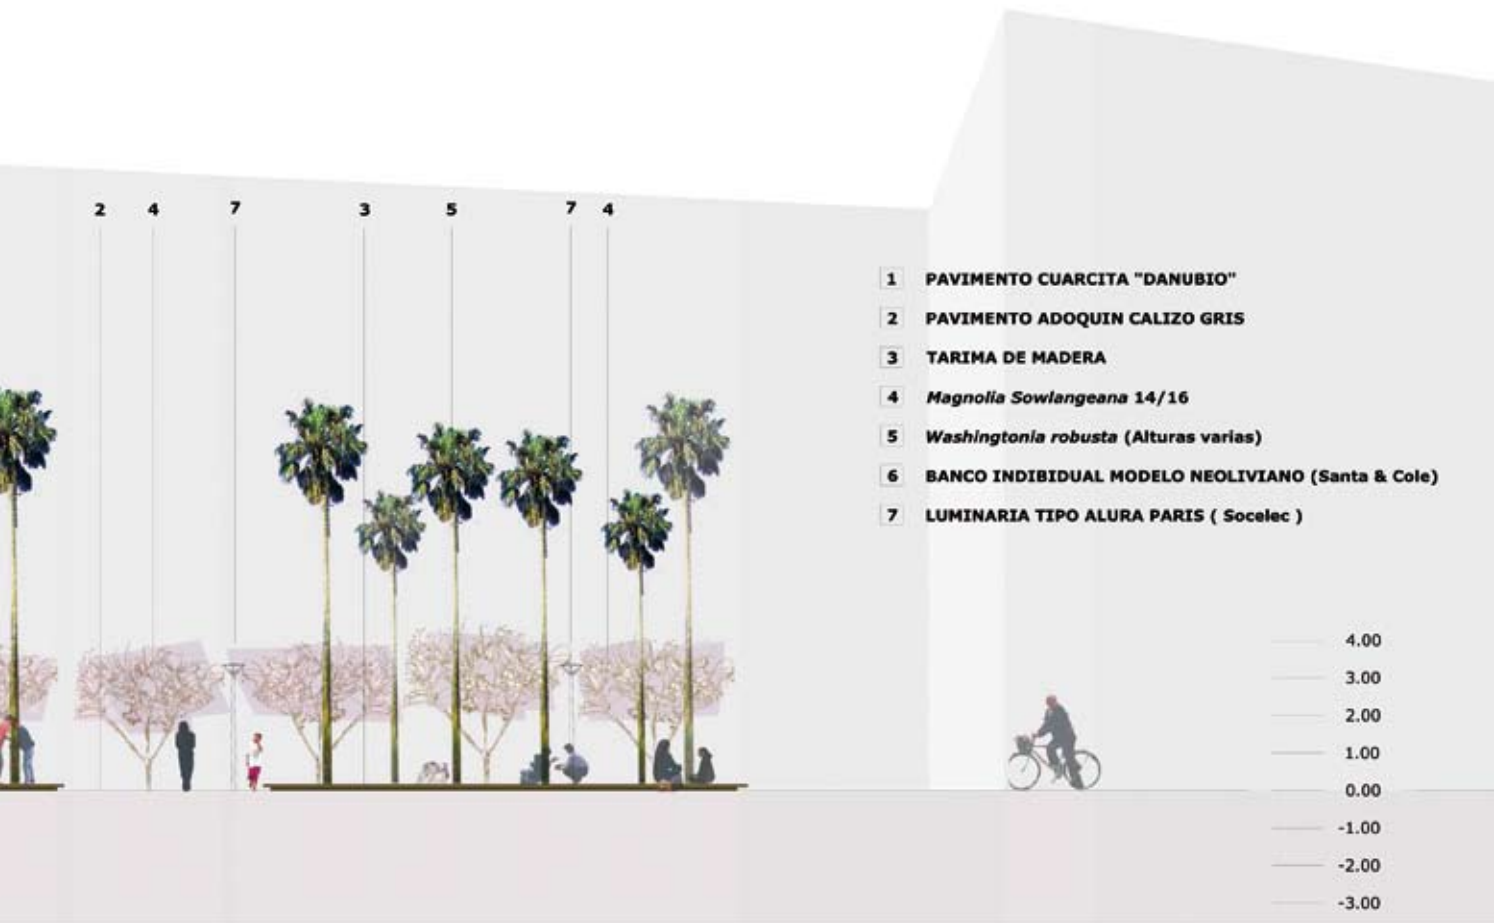 2 4 7 3 5 7 4
1 PAVIMENTO CUARCITA "DANUBIO"
2 PAVIMENTO ADOQUIN CALIZO GRIS
3 TARIMA DE MADERA
4 Magnolia Sowlangeana 14/16
5 Washingtonia robusta (Alturas varias)
6 BANCO INDIBIDUAL MODELO NEOLIVIANO (Santa & Cole)
7 LUMINARIA TIPO ALURA PARIS ( Socelec )
4.00
3.00
2.00
1.00
0.00
-1.00
-2.00
-3.00